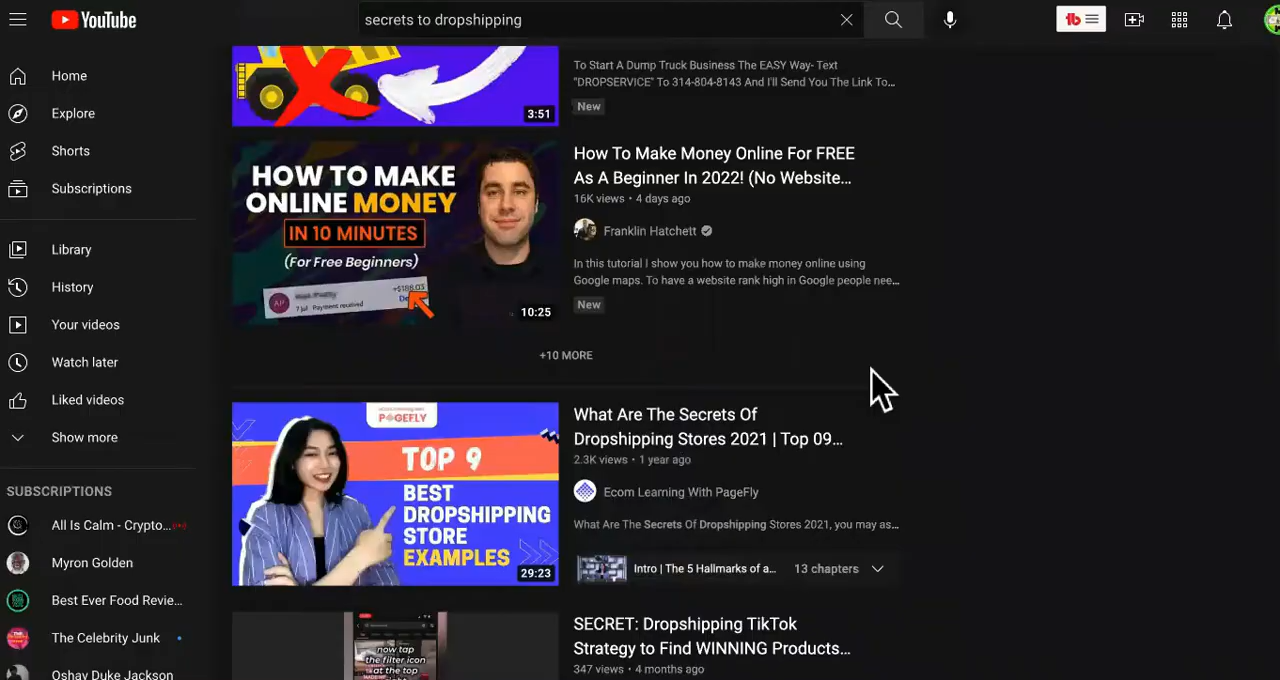 YouTube
secrets to dropshipping
Home
Explore
Shorts
Subscriptions
Library
History
Your videos
Watch later
Liked videos
Show more
SUBSCRIPTIONS
All Is Calm - Crypto...
Myron Golden
Best Ever Food Revie...
The Celebrity Junk
Oshay Duke Jackson
3:51
To Start A Dump Truck Business The EASY Way- Text
"DROPSERVICE" To 314-804-8143 And I'll Send You The Link To...
New
HOW TO MAKE
ONLINE MONEY
IN 10 MINUTES
(For Free Beginners)
7 Jul Payment received
10:25
How To Make Money Online For FREE
As A Beginner In 2022! (No Website...
16K views • 4 days ago
Franklin Hatchett
In this tutorial I show you how to make money online using
Google maps. To have a website rank high in Google people nee...
New
+10 MORE
PAGEFLY
TOP 9
BEST
DROPSHIPPING
STORE
EXAMPLES
29:23
What Are The Secrets Of
Dropshipping Stores 2021 | Top 09...
2.3K views • 1 year ago
Ecom Learning With PageFly
What Are The Secrets Of Dropshipping Stores 2021, you may as...
Intro | The 5 Hallmarks of a...
13 chapters
now tap
the filter icon
at the top
SECRET: Dropshipping TikTok
Strategy to Find WINNING Products...
347 views • 4 months ago